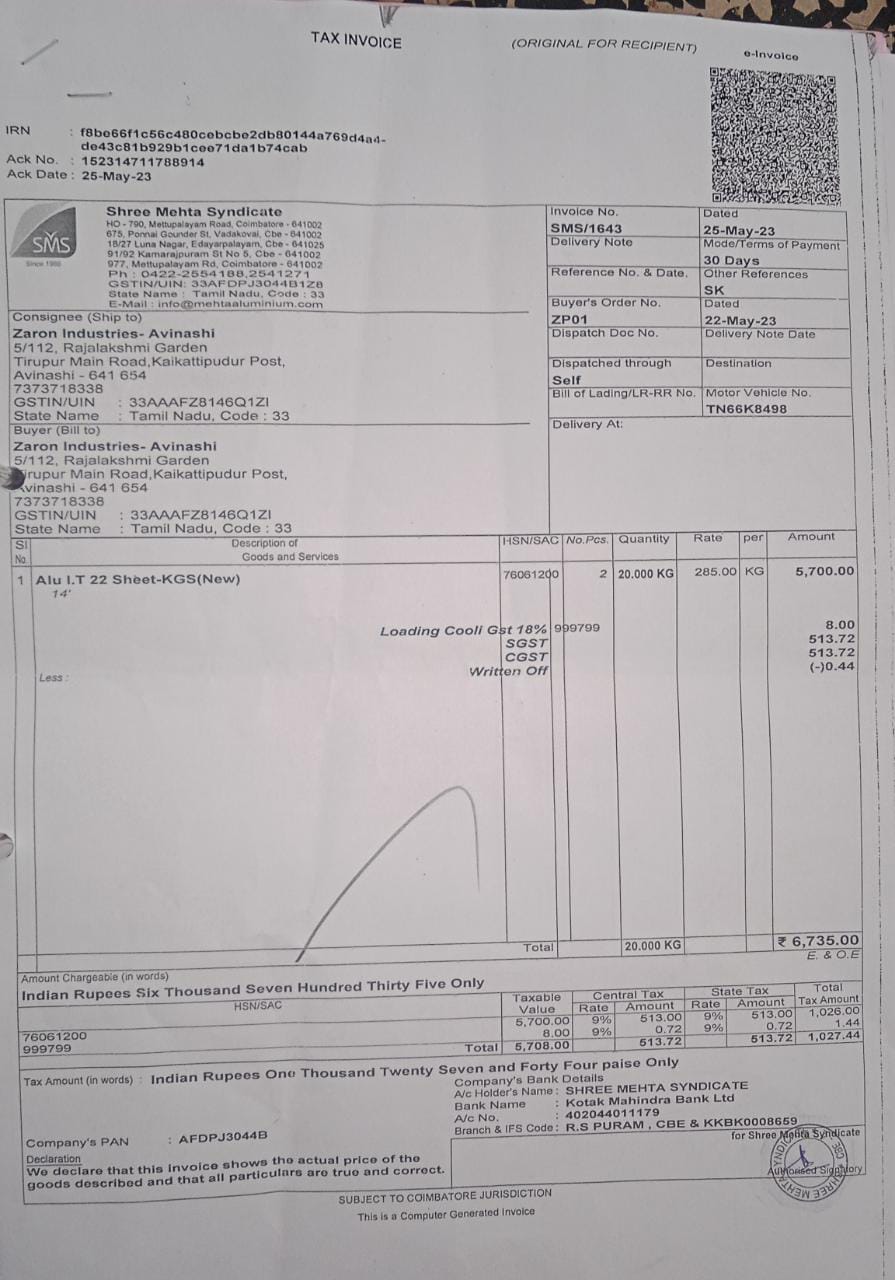 TAX INVOICE
(ORIGINAL FOR RECIPIENT)
e-Invoice
IRN : f8be66f1c56c480cebcbe2db80144a769d4a4-
de43c81b929b1cee71da1b74cab
Ack No. : 152314711788914
Ack Date : 25-May-23
SMS
Since 1986
Shree Mehta Syndicate
HO - 790, Mettupalayam Road, Coimbatore - 641002
675, Ponnai Gounder St, Vadakovai, Cbe - 641002
18/27 Luna Nagar, Edayarpalayam, Cbe - 641025
91/92 Kamarajpuram St No 5, Cbe - 641002
977, Mettupalayam Rd, Coimbatore - 641002
Ph : 0422-2554188,2541271
GSTIN/UIN: 33AFDPJ3044B1Z8
State Name : Tamil Nadu, Code : 33
E-Mail : info@mehtaaluminium.com
Invoice No.
SMS/1643
Dated
25-May-23
Delivery Note
Mode/Terms of Payment
30 Days
Reference No. & Date.
Other References
SK
Buyer's Order No.
ZP01
Dated
22-May-23
Dispatch Doc No.
Delivery Note Date
Dispatched through
Self
Destination
Bill of Lading/LR-RR No.
Motor Vehicle No.
TN66K8498
Delivery At:
Consignee (Ship to)
Zaron Industries- Avinashi
5/112, Rajalakshmi Garden
Tirupur Main Road,Kaikattipudur Post,
Avinashi - 641 654
7373718338
GSTIN/UIN : 33AAAFZ8146Q1ZI
State Name : Tamil Nadu, Code : 33
Buyer (Bill to)
Zaron Industries- Avinashi
5/112, Rajalakshmi Garden
Tirupur Main Road,Kaikattipudur Post,
Avinashi - 641 654
7373718338
GSTIN/UIN : 33AAAFZ8146Q1ZI
State Name : Tamil Nadu, Code : 33
Sl No. Description of Goods and Services HSN/SAC No.Pcs. Quantity Rate per Amount
1 Alu I.T 22 Sheet-KGS(New) 76061200 2 20.000 KG 285.00 KG 5,700.00
14'
Loading Cooli Gst 18% 999799 8.00
SGST 513.72
CGST 513.72
Less : Written Off (-)0.44
Total 20.000 KG ₹ 6,735.00
E. & O.E
Amount Chargeable (in words)
Indian Rupees Six Thousand Seven Hundred Thirty Five Only
HSN/SAC Taxable Value Central Tax Rate Amount State Tax Rate Amount Total Tax Amount
76061200 5,700.00 9% 513.00 9% 513.00 1,026.00
999799 8.00 9% 0.72 9% 0.72 1.44
Total 5,708.00 513.72 513.72 1,027.44
Tax Amount (in words) : Indian Rupees One Thousand Twenty Seven and Forty Four paise Only
Company's Bank Details
A/c Holder's Name : SHREE MEHTA SYNDICATE
Bank Name : Kotak Mahindra Bank Ltd
A/c No. : 402044011179
Branch & IFS Code : R.S PURAM , CBE & KKBK0008659
Company's PAN : AFDPJ3044B
Declaration
We declare that this invoice shows the actual price of the
goods described and that all particulars are true and correct.
for Shree Mehta Syndicate
Authorised Signatory
SHREE MEHTA SYNDICATE CBE
SUBJECT TO COIMBATORE JURISDICTION
This is a Computer Generated Invoice